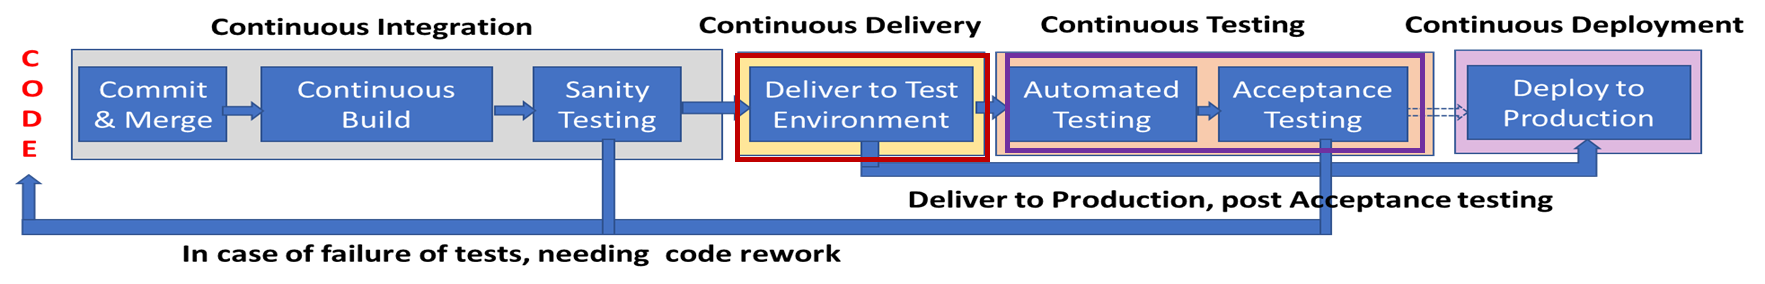 Continuous Integration
Continuous Delivery
Continuous Testing
Continuous Deployment
C
O
D
E
Commit
& Merge
Continuous
Build
Sanity
Testing
Deliver to Test
Environment
Automated
Testing
Acceptance
Testing
Deploy to
Production
Deliver to Production, post Acceptance testing
In case of failure of tests, needing  code rework